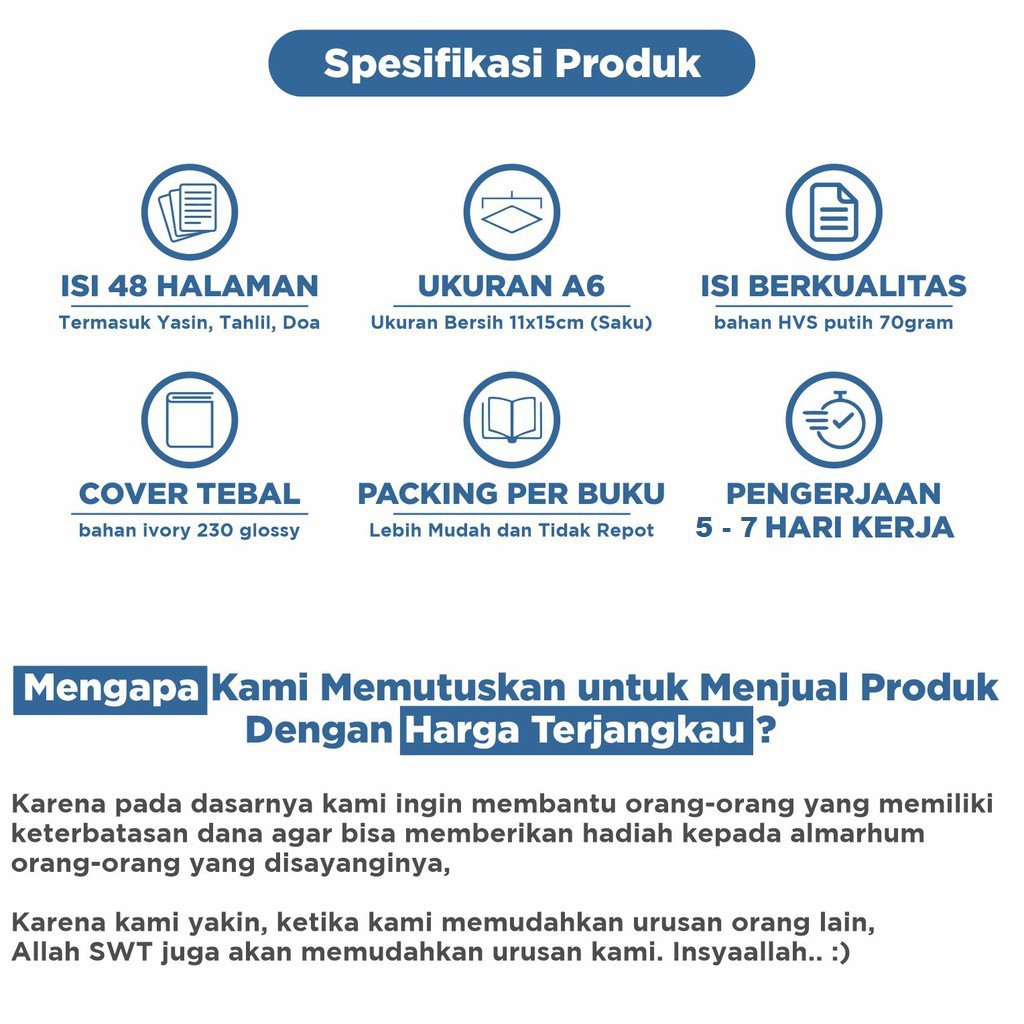 Spesifikasi Produk
ISI 48 HALAMAN
Termasuk Yasin, Tahlil, Doa
UKURAN A6
Ukuran Bersih 11x15cm (Saku)
ISI BERKUALITAS
bahan HVS putih 70gram
COVER TEBAL
bahan ivory 230 glossy
PACKING PER BUKU
Lebih Mudah dan Tidak Repot
PENGERJAAN
5 - 7 HARI KERJA
Mengapa Kami Memutuskan untuk Menjual Produk
Dengan Harga Terjangkau ?
Karena pada dasarnya kami ingin membantu orang-orang yang memiliki
keterbatasan dana agar bisa memberikan hadiah kepada almarhum
orang-orang yang disayanginya,
Karena kami yakin, ketika kami memudahkan urusan orang lain,
Allah SWT juga akan memudahkan urusan kami. Insyaallah.. :)